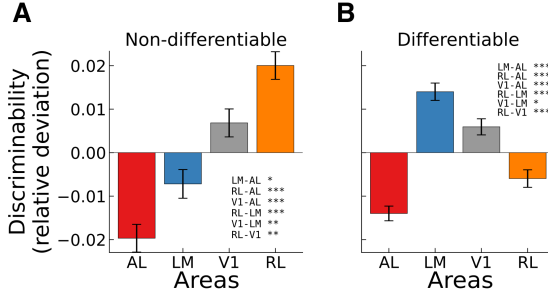 A
B
Non-differentiable
Differentiable
Discriminability
(relative deviation)
0.02
0.01
0.00
−0.01
−0.02
LM-AL *
RL-AL ***
V1-AL ***
RL-LM ***
V1-LM **
RL-V1 **
LM-AL ***
RL-AL ***
V1-AL ***
RL-LM ***
V1-LM *
RL-V1 ***
AL LM V1 RL
AL LM V1 RL
Areas
Areas